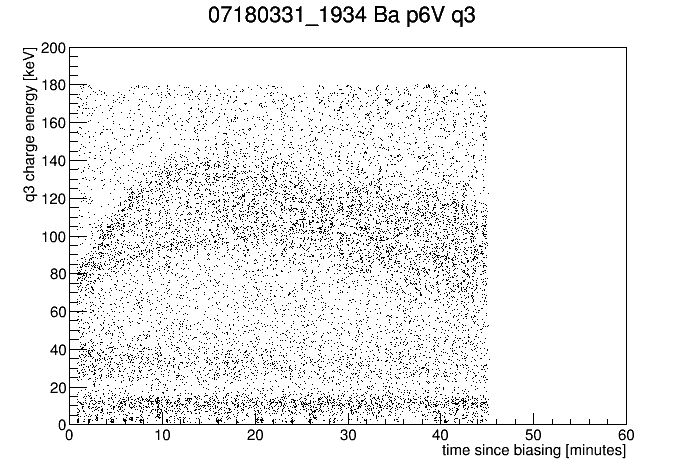 07180331_1934 Ba p6V q3
q3 charge energy [keV]
200
180
160
140
120
100
80
60
40
20
0
0 10 20 30 40 50 60
time since biasing [minutes]